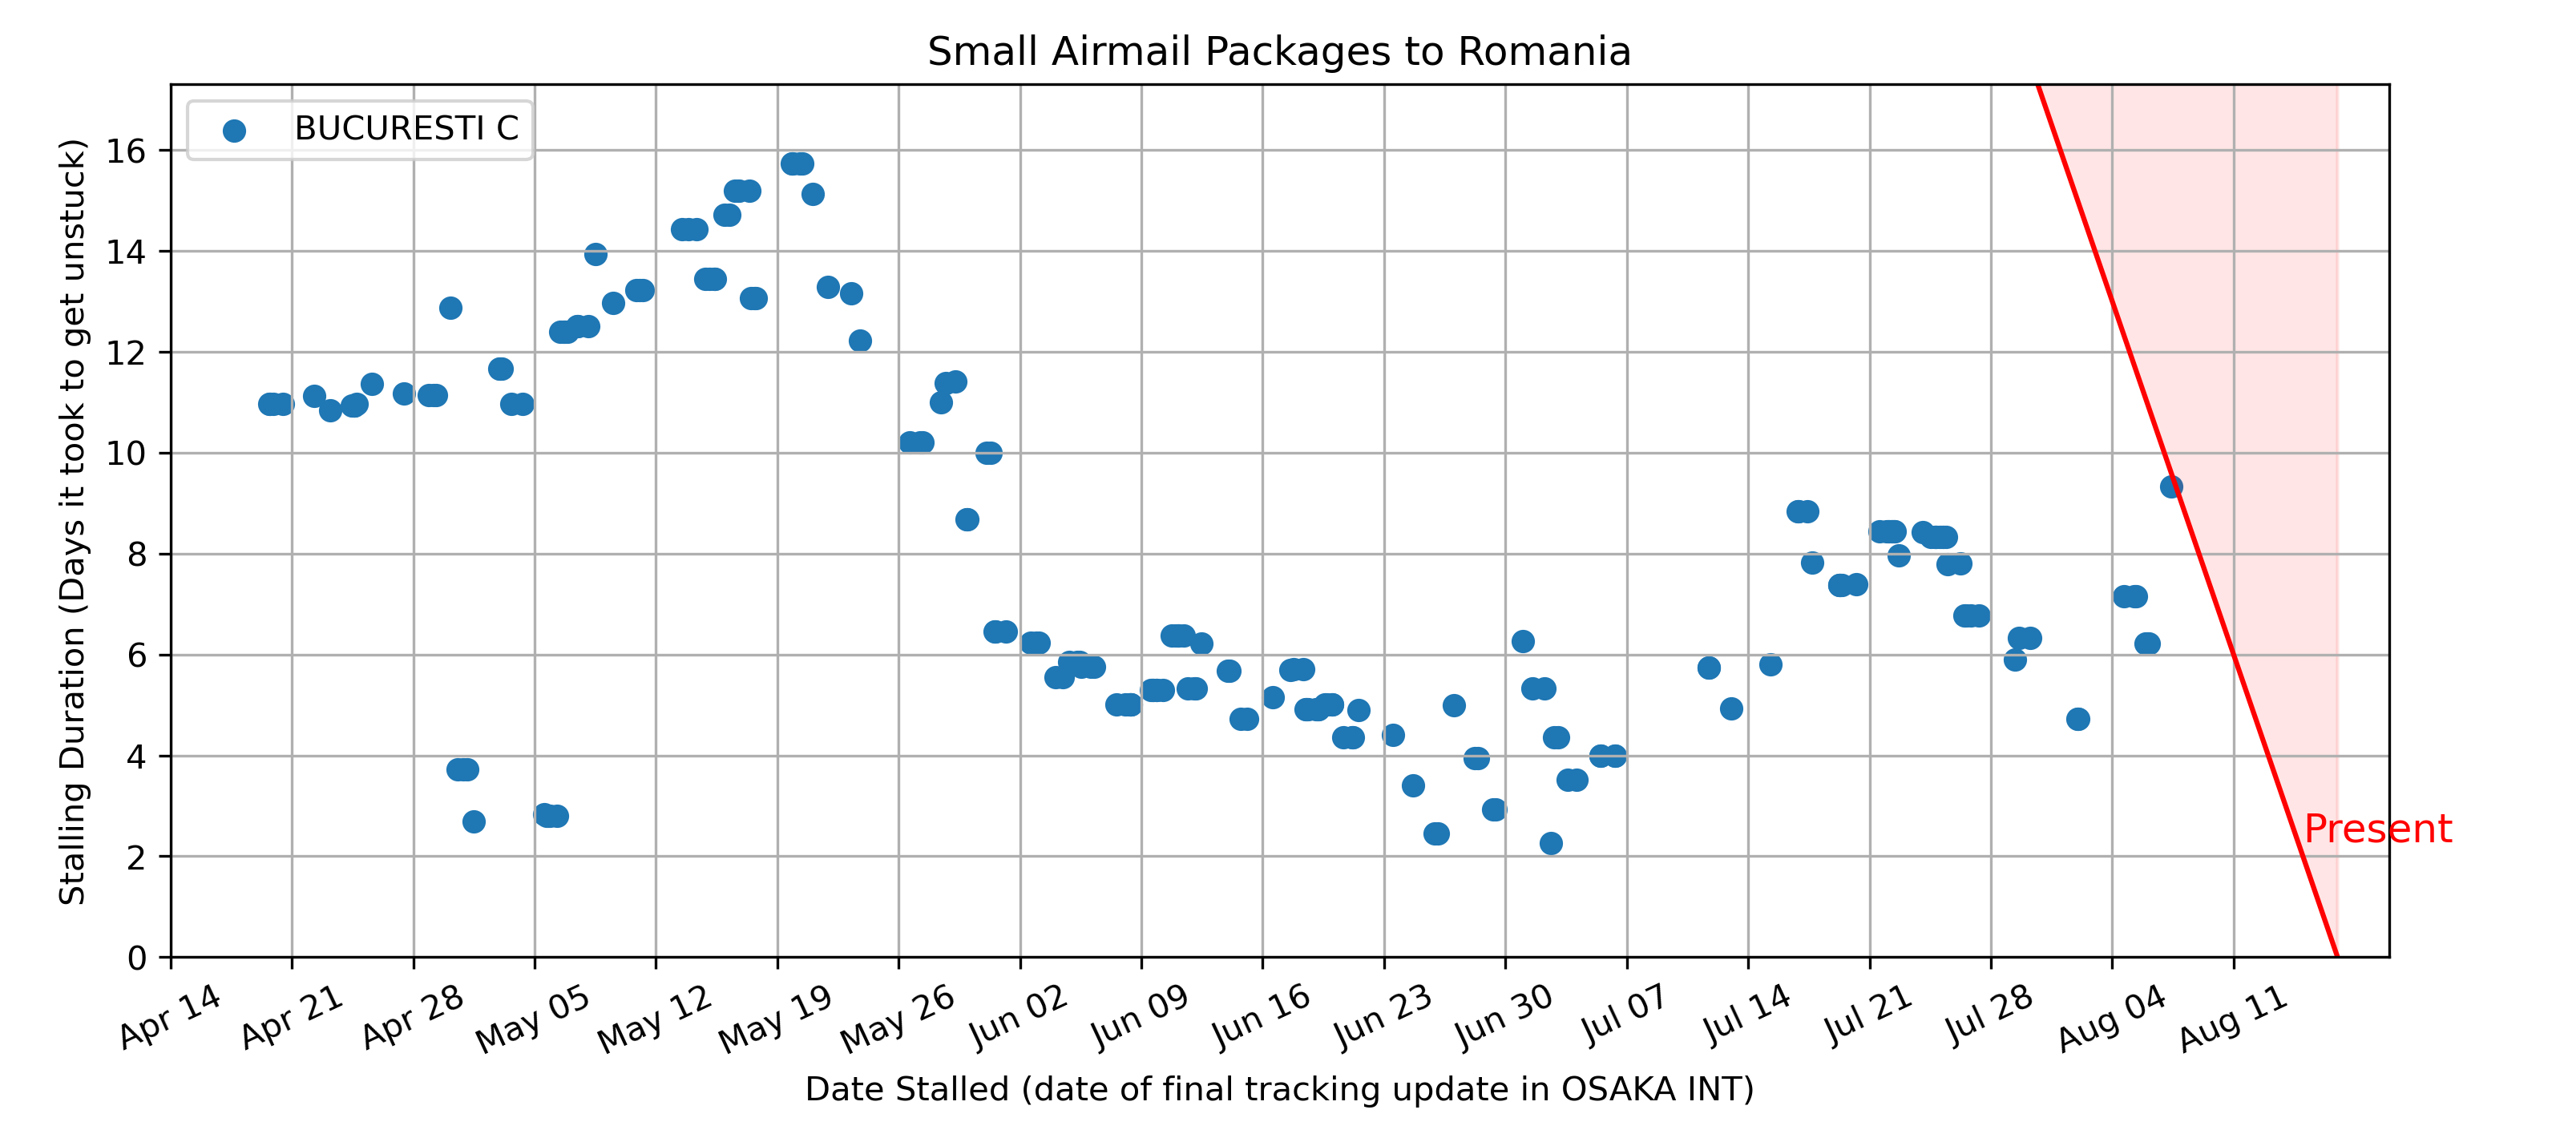 Small Airmail Packages to Romania
BUCURESTI C
Stalling Duration (Days it took to get unstuck)
16
14
12
10
8
6
4
2
0
Present
Apr 14
Apr 21
Apr 28
May 05
May 12
May 19
May 26
Jun 02
Jun 09
Jun 16
Jun 23
Jun 30
Jul 07
Jul 14
Jul 21
Jul 28
Aug 04
Aug 11
Date Stalled (date of final tracking update in OSAKA INT)